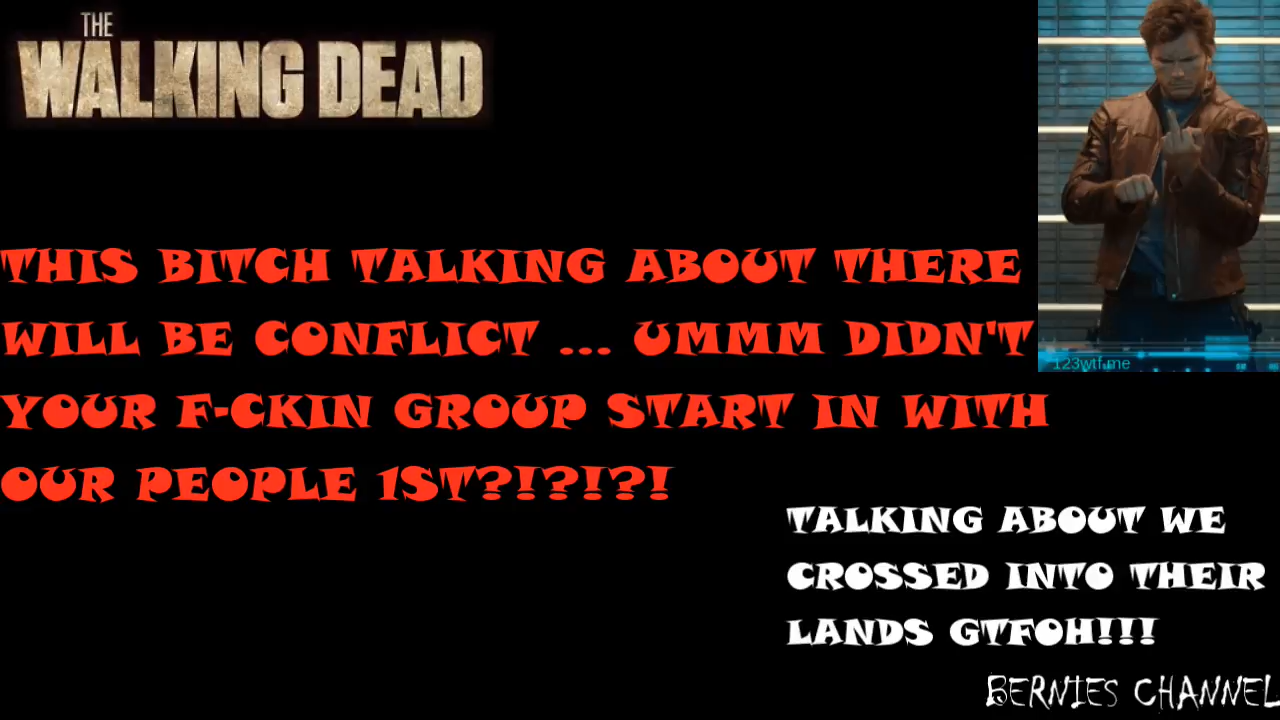 THE
WALKING DEAD
THIS BITCH TALKING ABOUT THERE
WILL BE CONFLICT ... UMMM DIDN'T
YOUR F-CKIN GROUP START IN WITH
OUR PEOPLE 1ST?!?!?!
123wtf.me
TALKING ABOUT WE
CROSSED INTO THEIR
LANDS GTFOH!!!
BERNIES CHANNEL